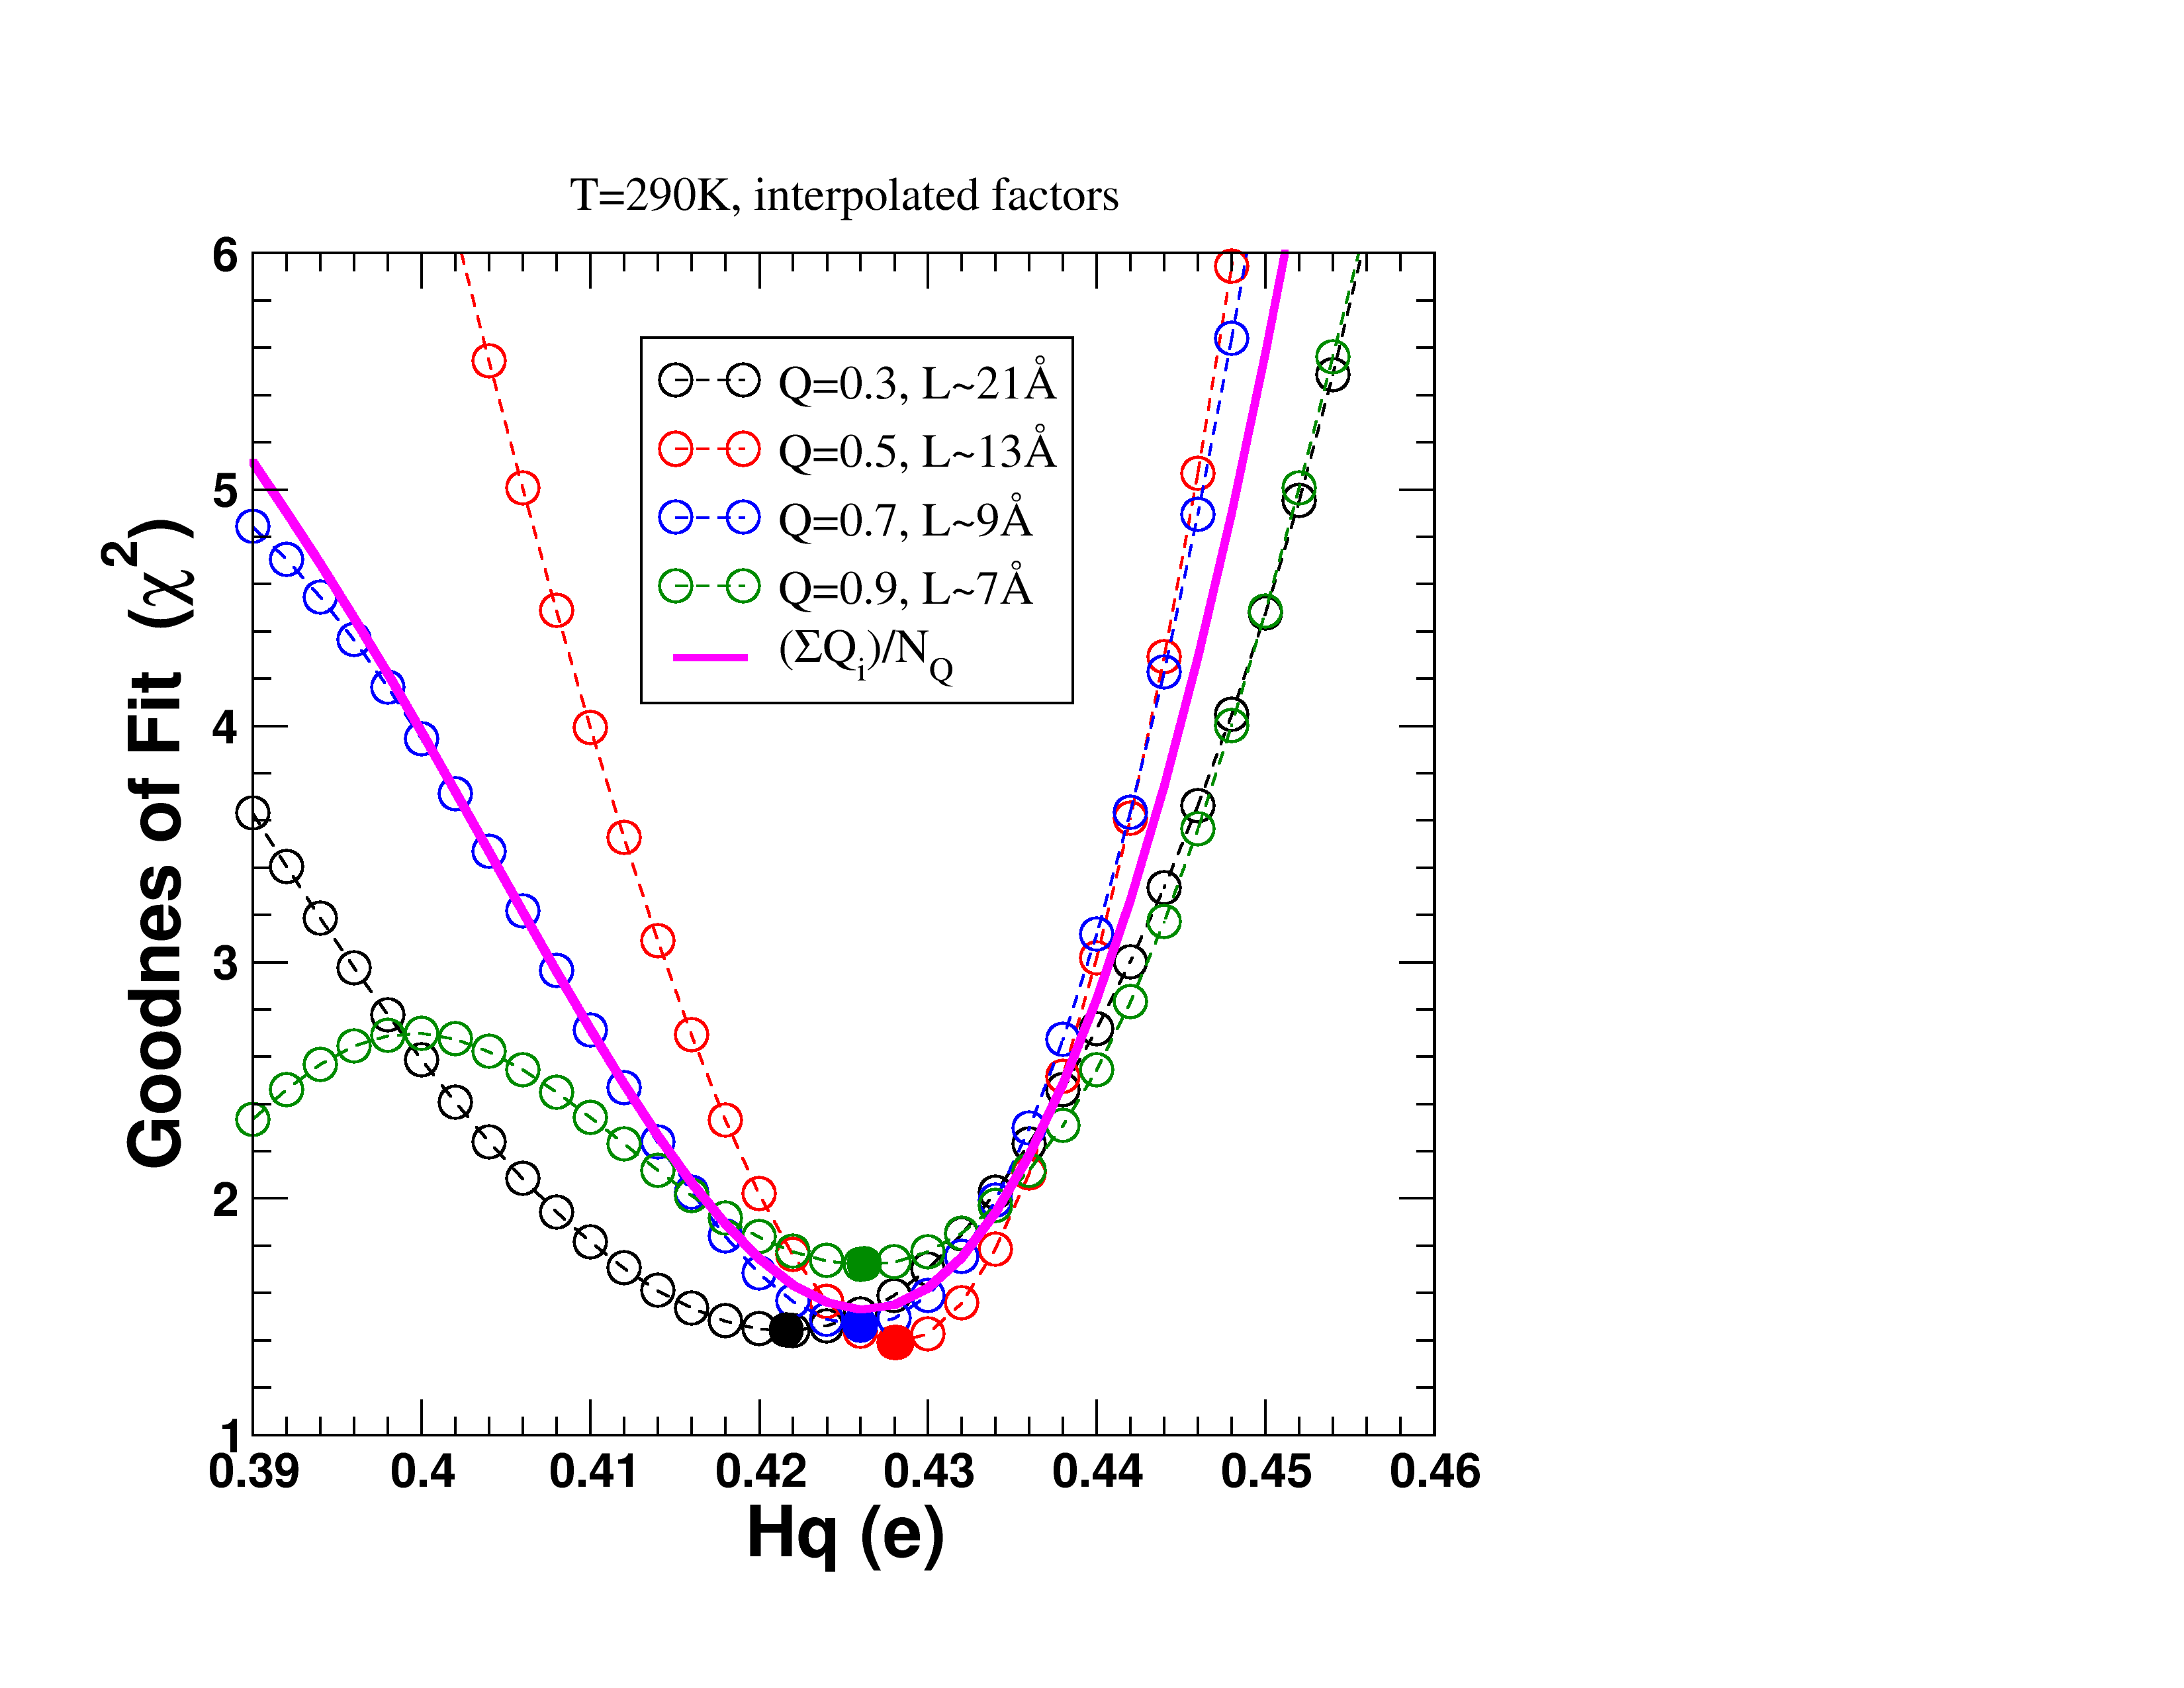 T=290K, interpolated factors
Goodness of Fit (χ²)
6
5
4
3
2
1
Q=0.3, L~21Å
Q=0.5, L~13Å
Q=0.7, L~9Å
Q=0.9, L~7Å
(ΣQᵢ)/N_Q
0.39 0.4 0.41 0.42 0.43 0.44 0.45 0.46
Hq (e)